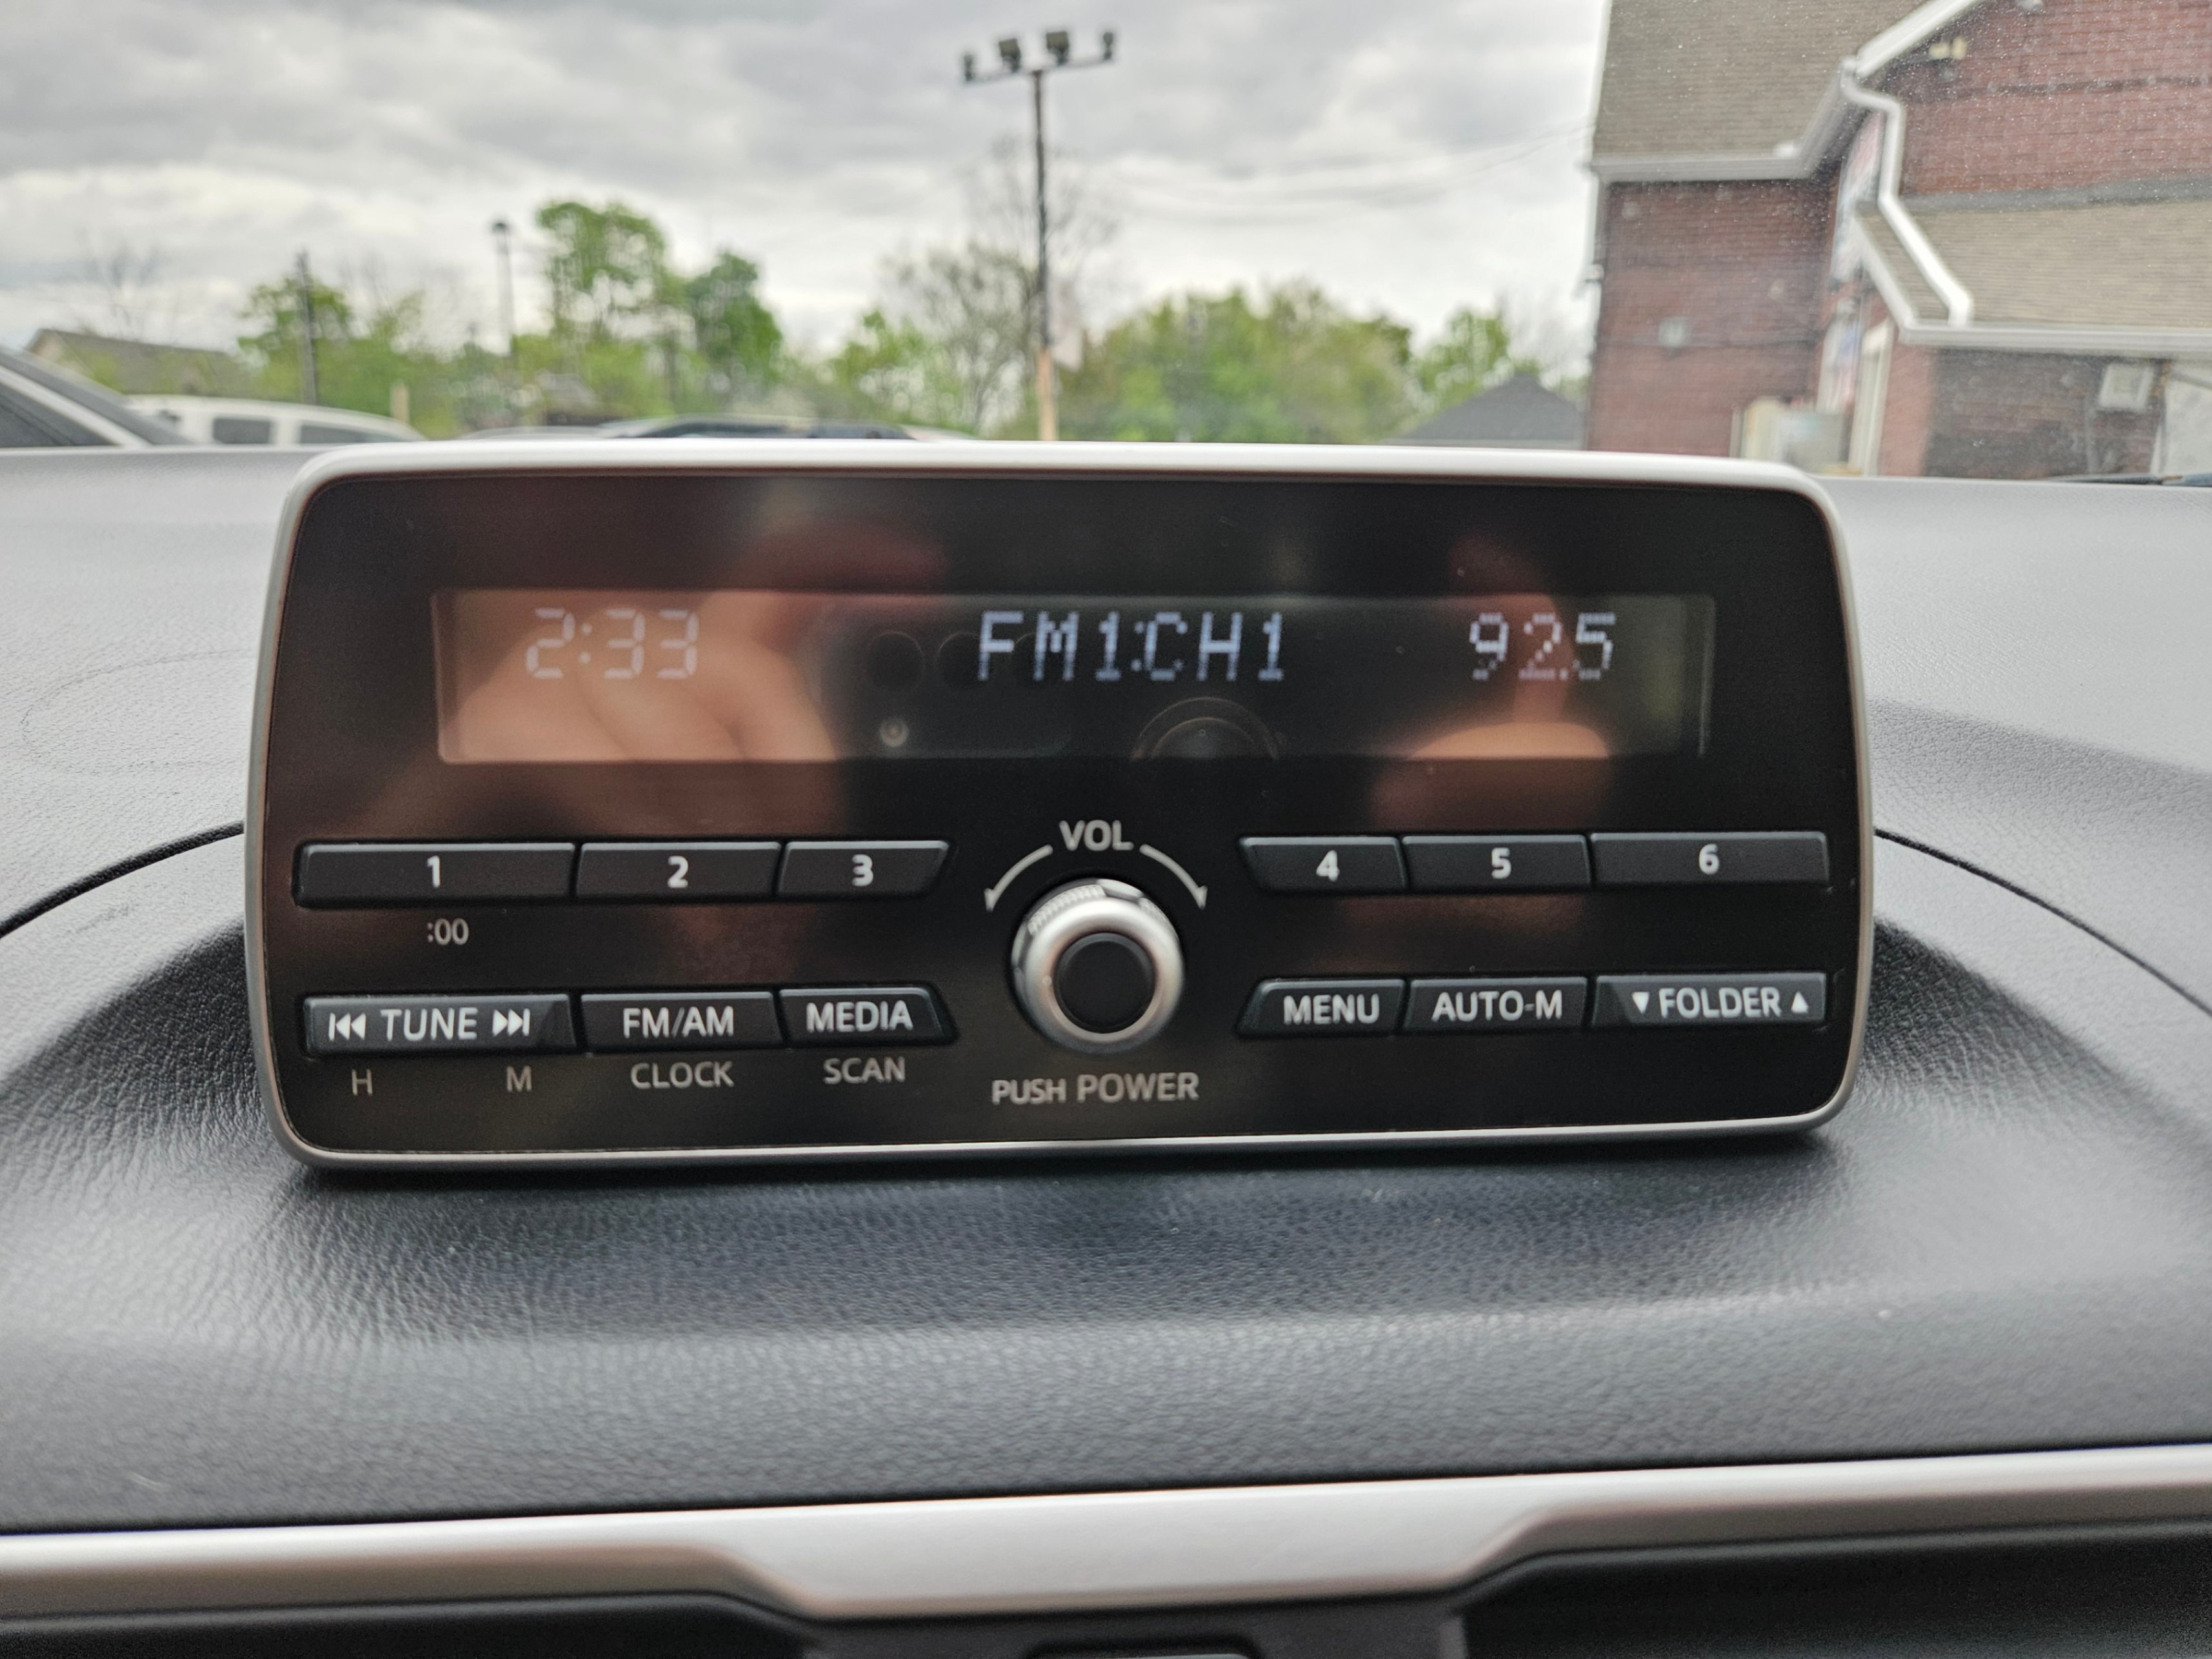 2:33 FM1:CH1 92.5
VOL
1 2 3 4 5 6
:00
TUNE FM/AM MEDIA MENU AUTO-M FOLDER
H M CLOCK SCAN
PUSH POWER